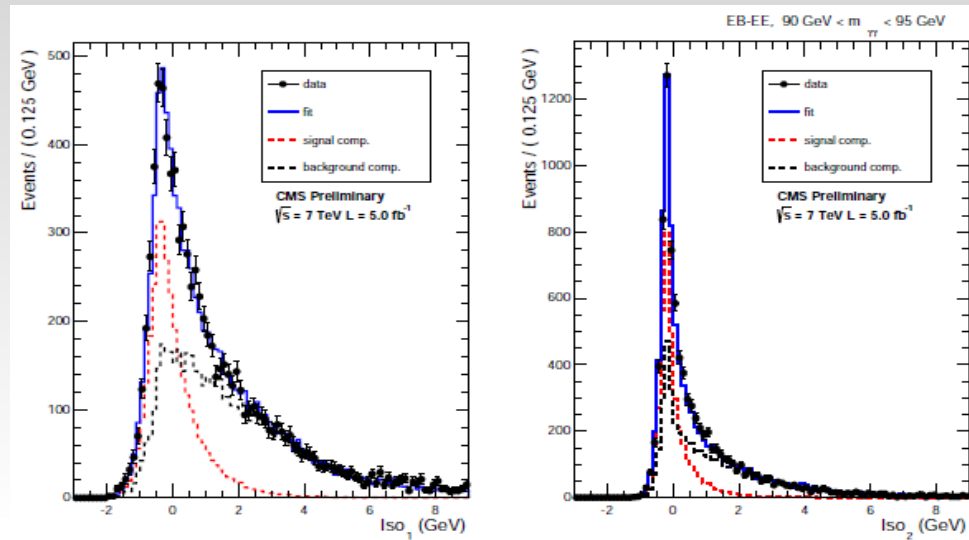 Events / ( 0.125 GeV )
500
400
300
200
100
0
-2
0
2
4
6
8
Iso1 (GeV)
data
fit
signal comp.
background comp.
CMS Preliminary
√s = 7 TeV L = 5.0 fb-1
EB-EE, 90 GeV < mγγ < 95 GeV
Events / ( 0.125 GeV )
1200
1000
800
600
400
200
0
-2
0
2
4
6
8
Iso2 (GeV)
data
fit
signal comp.
background comp.
CMS Preliminary
√s = 7 TeV L = 5.0 fb-1